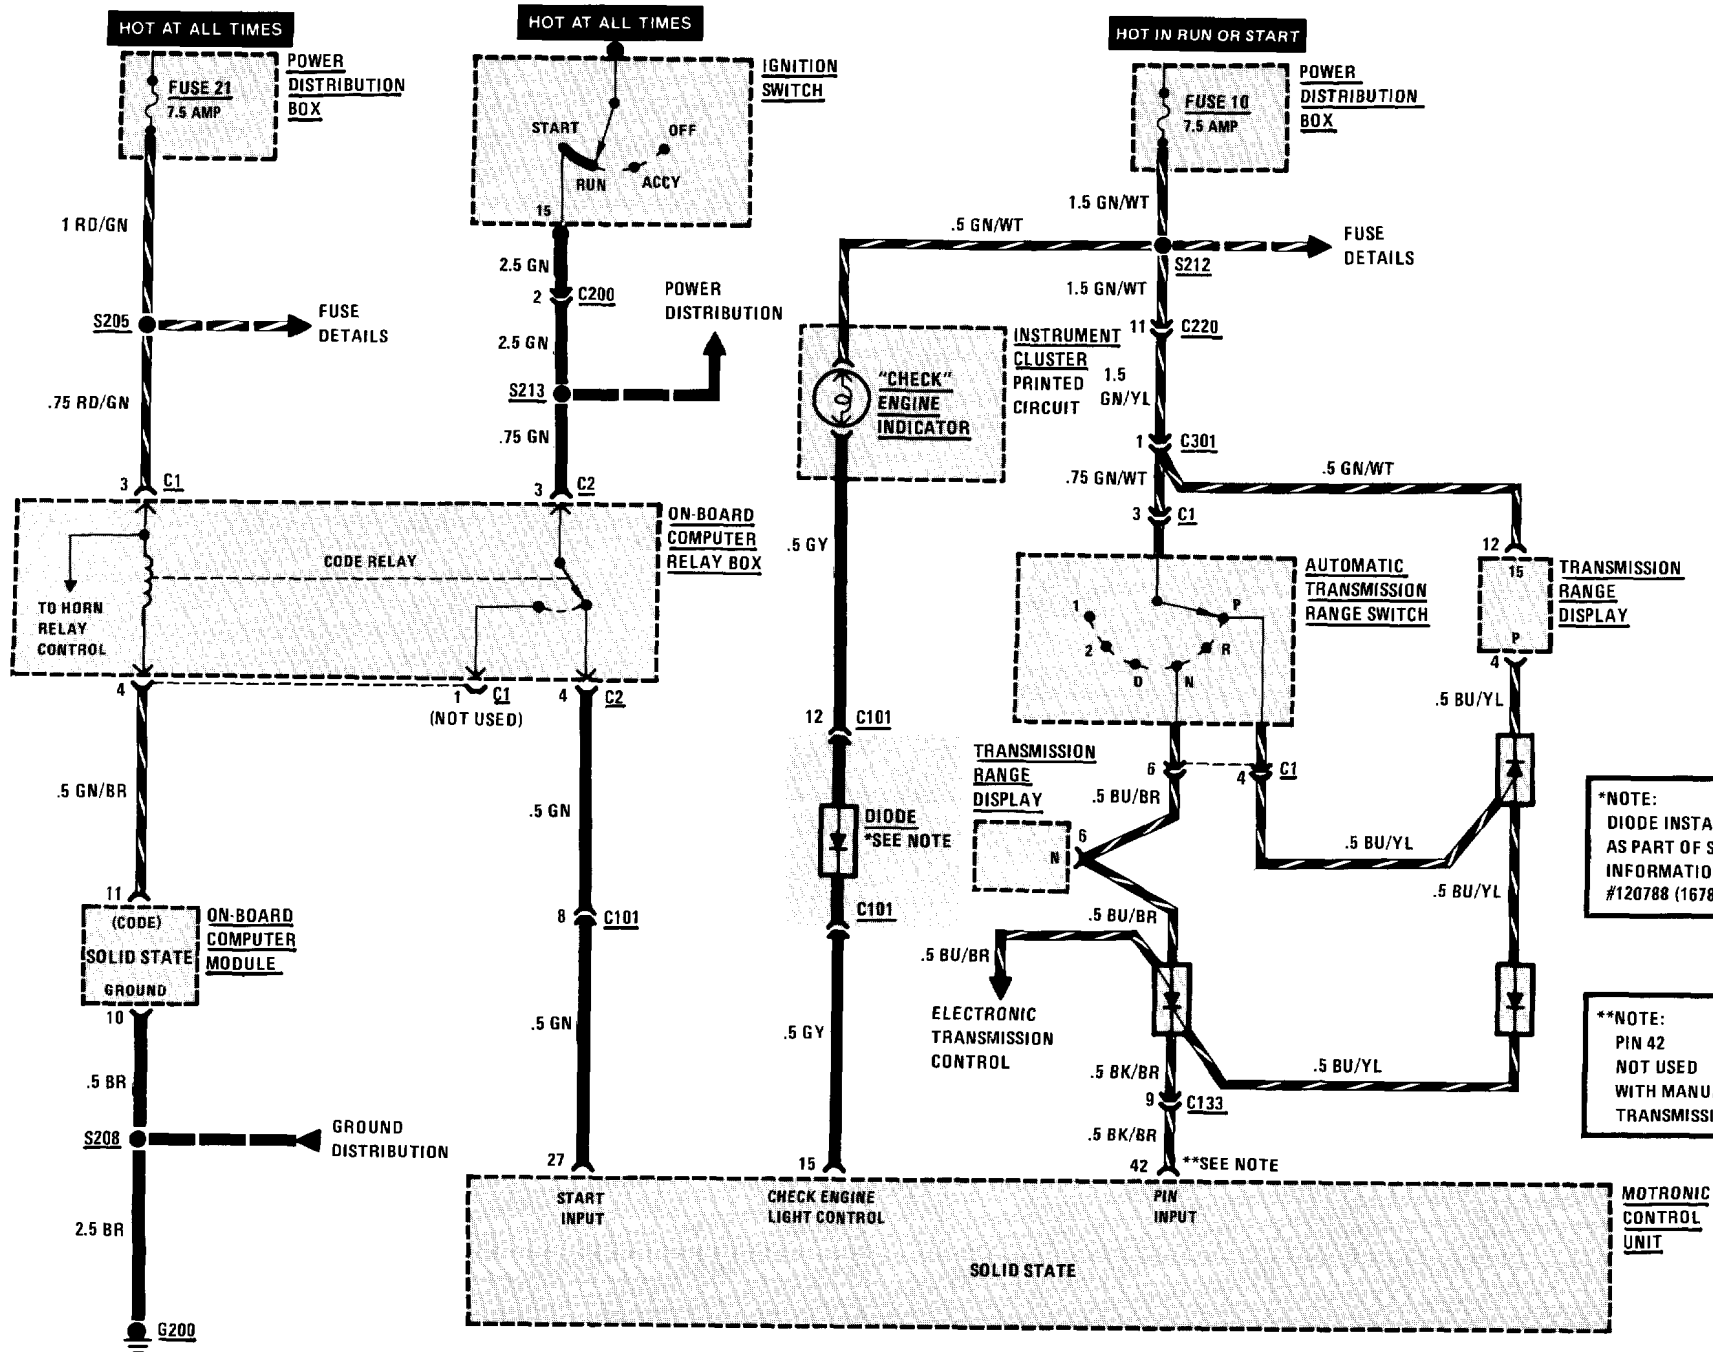 HOT AT ALL TIMES
FUSE 21
7.5 AMP
POWER
DISTRIBUTION
BOX
1 RD/GN
S205
FUSE
DETAILS
.75 RD/GN
3 C1
HOT AT ALL TIMES
IGNITION
SWITCH
START
OFF
RUN
ACCY
15
2.5 GN
2 C200
2.5 GN
POWER
DISTRIBUTION
S213
.75 GN
3 C2
ON-BOARD
COMPUTER
RELAY BOX
CODE RELAY
TO HORN
RELAY
CONTROL
4
1 C1
(NOT USED)
4 C2
.5 GN/BR
11
(CODE)
SOLID STATE
GROUND
ON-BOARD
COMPUTER
MODULE
10
.5 BR
S208
GROUND
DISTRIBUTION
2.5 BR
G200
.5 GN
8 C101
.5 GN
27
HOT IN RUN OR START
FUSE 10
7.5 AMP
POWER
DISTRIBUTION
BOX
1.5 GN/WT
.5 GN/WT
S212
FUSE
DETAILS
1.5 GN/WT
11 C220
INSTRUMENT
CLUSTER
PRINTED
CIRCUIT
"CHECK"
ENGINE
INDICATOR
1.5
GN/YL
1 C301
.5 GN/WT
.75 GN/WT
3 C1
.5 GY
12 C101
DIODE
*SEE NOTE
C101
.5 GY
15
AUTOMATIC
TRANSMISSION
RANGE SWITCH
1
2
D
N
R
P
12
15
TRANSMISSION
RANGE
DISPLAY
P
4
.5 BU/YL
6
4 C1
.5 BU/BR
TRANSMISSION
RANGE
DISPLAY
N
6
.5 BU/YL
.5 BU/YL
.5 BU/BR
.5 BU/BR
ELECTRONIC
TRANSMISSION
CONTROL
.5 BU/YL
.5 BK/BR
9 C133
.5 BK/BR
42 **SEE NOTE
*NOTE:
DIODE INSTA
AS PART OF S
INFORMATIO
#120788 (1678
**NOTE:
PIN 42
NOT USED
WITH MANU
TRANSMISS
START
INPUT
CHECK ENGINE
LIGHT CONTROL
PIN
INPUT
SOLID STATE
MOTRONIC
CONTROL
UNIT